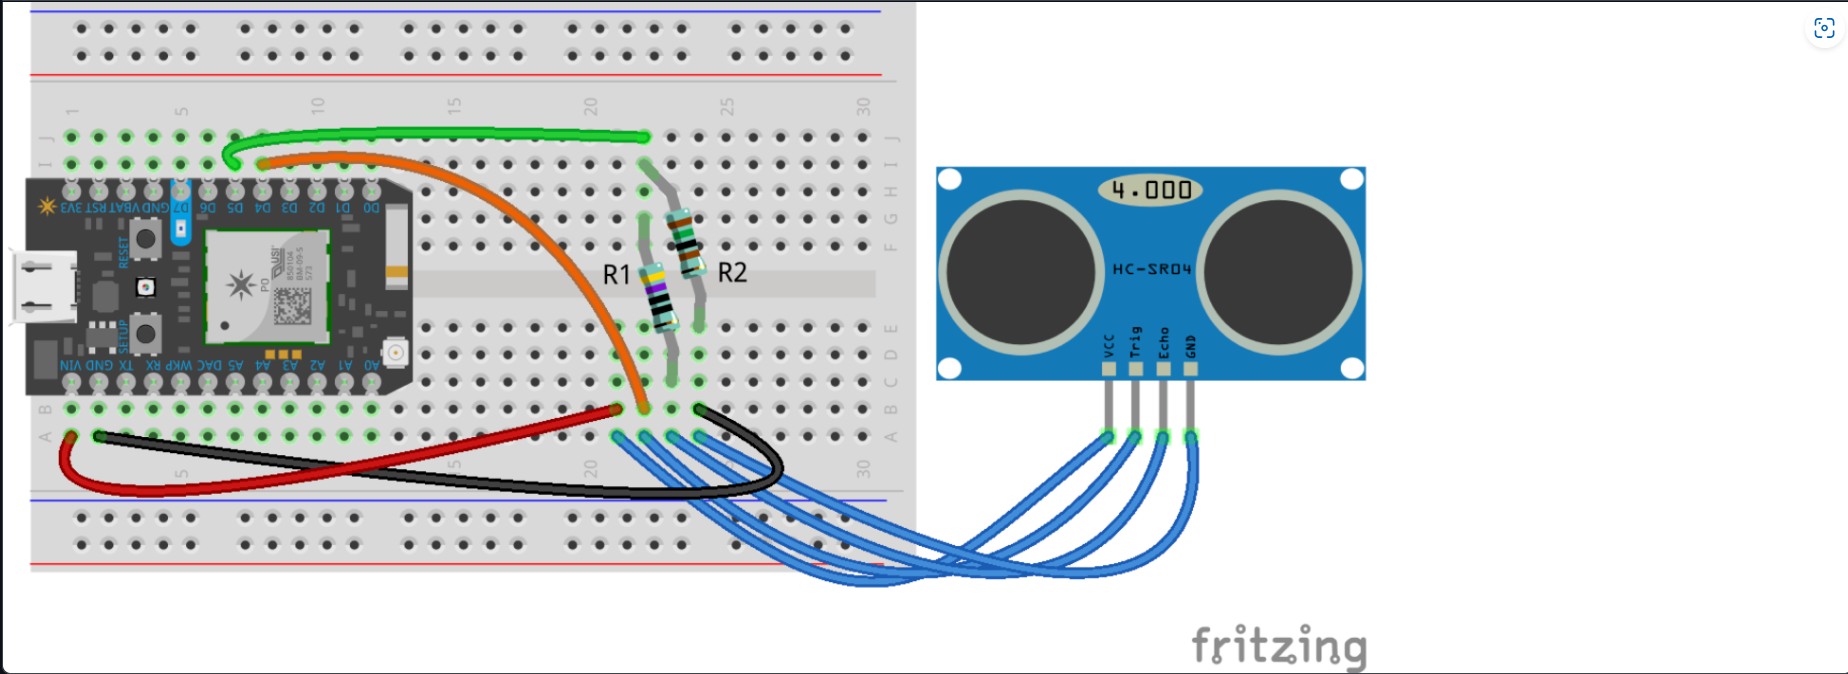 1 5 10 15 20 25 30
J J
I I
H
G G
F F
3V3 RST VBAT GND D7 D6 D5 D4 D3 D2 D1 D0
RESET
P0
R1 R2
SETUP
E E
D D
C C
VIN GND TX RX WKP DAC A5 A4 A3 A2 A1 A0
B B
A A
5 15 20 25 30
4.000
HC-SR04
VCC Trig Echo GND
fritzing